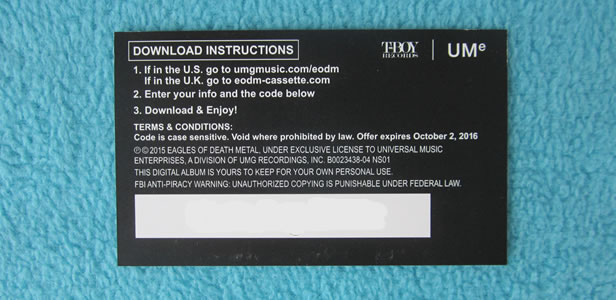 DOWNLOAD INSTRUCTIONS
T-BOY
RECORDS
UMe
1. If in the U.S. go to umgmusic.com/eodm
If in the U.K. go to eodm-cassette.com
2. Enter your info and the code below
3. Download & Enjoy!
TERMS & CONDITIONS:
Code is case sensitive. Void where prohibited by law. Offer expires October 2, 2016
℗©2015 EAGLES OF DEATH METAL, UNDER EXCLUSIVE LICENSE TO UNIVERSAL MUSIC
ENTERPRISES, A DIVISION OF UMG RECORDINGS, INC. B0023438-04 NS01
THIS DIGITAL ALBUM IS YOURS TO KEEP FOR YOUR OWN PERSONAL USE.
FBI ANTI-PIRACY WARNING: UNAUTHORIZED COPYING IS PUNISHABLE UNDER FEDERAL LAW.